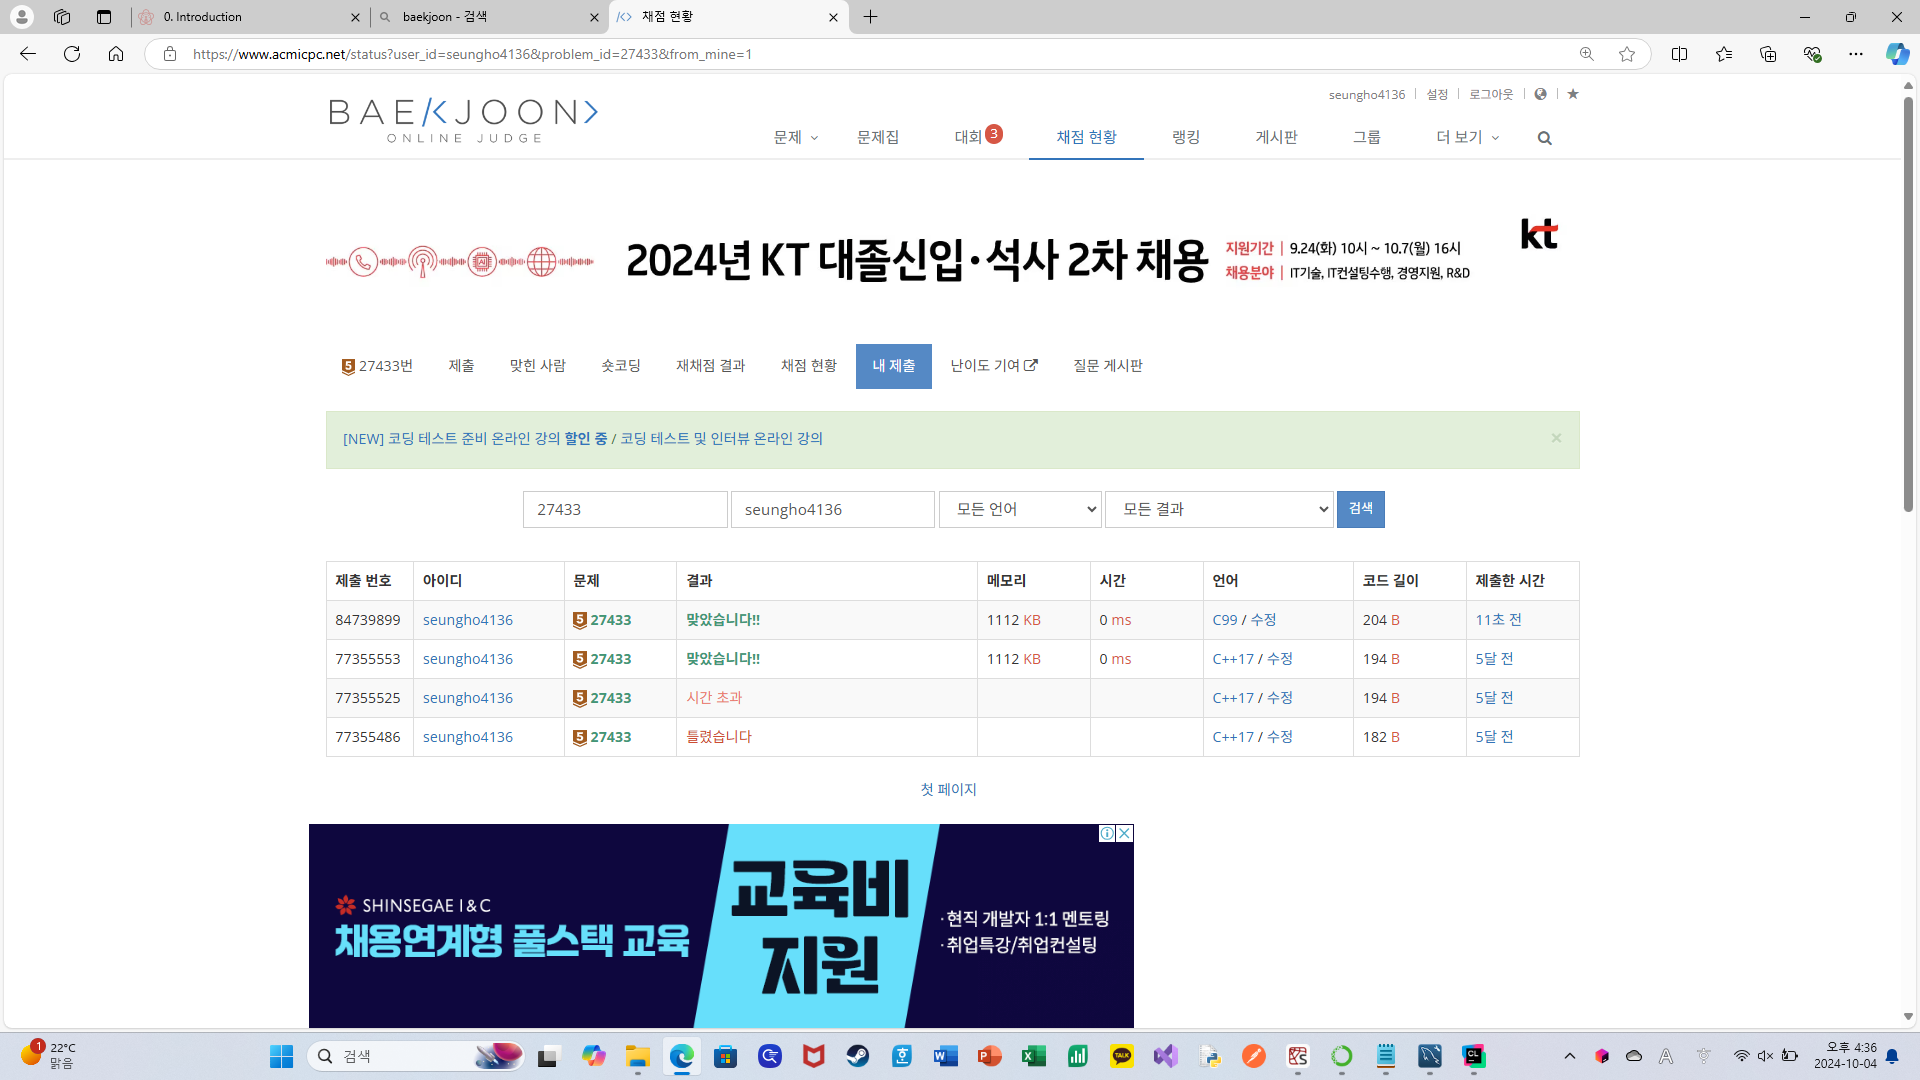 0. Introduction
baekjoon - 검색
채점 현황
https://www.acmicpc.net/status?user_id=seungho4136&problem_id=27433&from_mine=1
seungho4136 설정 로그아웃
BAEKJOON
ONLINE JUDGE
문제 문제집 대회 3 채점 현황 랭킹 게시판 그룹 더 보기
2024년 KT 대졸신입·석사 2차 채용
지원기간 | 9.24(화) 10시 ~ 10.7(월) 16시
채용분야 | IT기술, IT컨설팅수행, 경영지원, R&D
kt
AI
5 27433번 제출 맞힌 사람 숏코딩 재채점 결과 채점 현황 내 제출 난이도 기여 질문 게시판
[NEW] 코딩 테스트 준비 온라인 강의 할인 중 / 코딩 테스트 및 인터뷰 온라인 강의 ×
27433 seungho4136 모든 언어 모든 결과 검색
제출 번호 아이디 문제 결과 메모리 시간 언어 코드 길이 제출한 시간
84739899 seungho4136 5 27433 맞았습니다!! 1112 KB 0 ms C99 / 수정 204 B 11초 전
77355553 seungho4136 5 27433 맞았습니다!! 1112 KB 0 ms C++17 / 수정 194 B 5달 전
77355525 seungho4136 5 27433 시간 초과 C++17 / 수정 194 B 5달 전
77355486 seungho4136 5 27433 틀렸습니다 C++17 / 수정 182 B 5달 전
첫 페이지
SHINSEGAE I&C
채용연계형 풀스택 교육
교육비
지원
·현직 개발자 1:1 멘토링
·취업특강/취업컨설팅
1
22°C
맑음
검색
TALK
CL
A
오후 4:36
2024-10-04